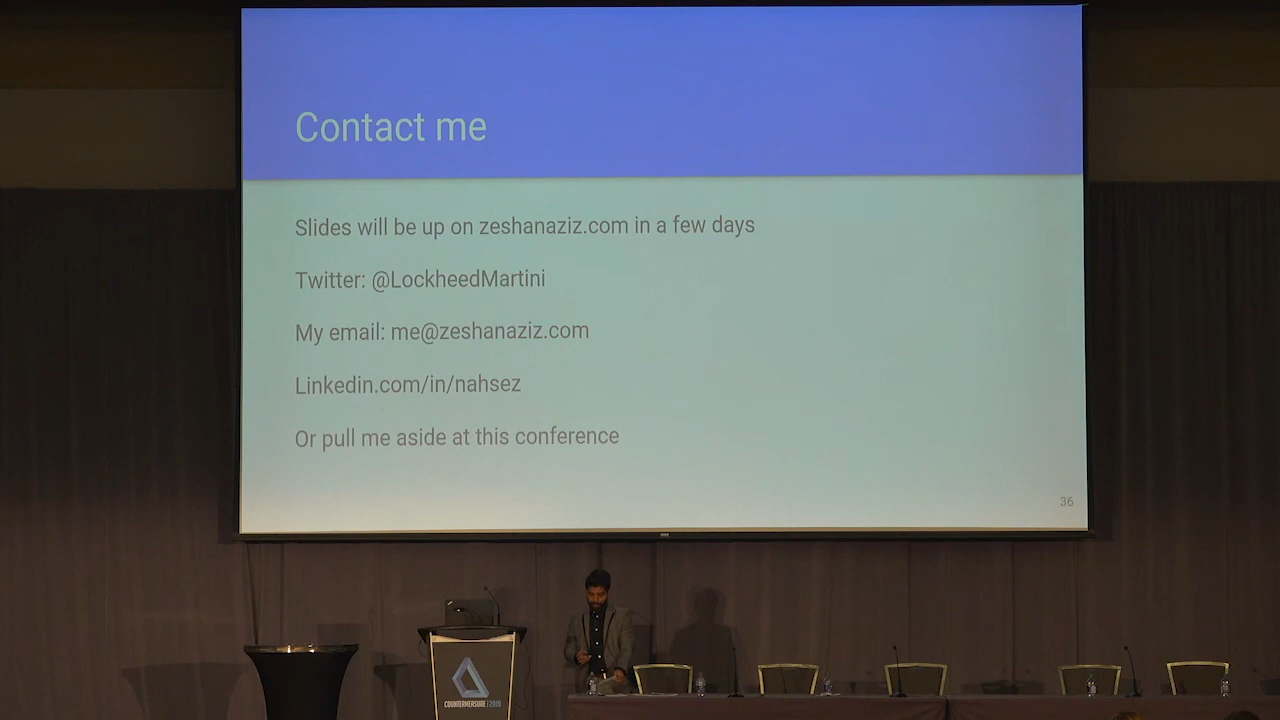 Contact me
Slides will be up on zeshanaziz.com in a few days
Twitter: @LockheedMartini
My email: me@zeshanaziz.com
Linkedin.com/in/nahsez
Or pull me aside at this conference
36
COUNTERMEASURE | 2019